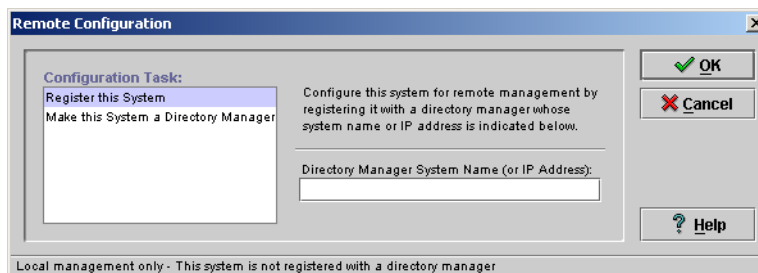 Remote Configuration
Configuration Task:
Register this System
Make this System a Directory Manager
Configure this system for remote management by
registering it with a directory manager whose
system name or IP address is indicated below.
Directory Manager System Name (or IP Address):
OK
Cancel
Help
Local management only - This system is not registered with a directory manager